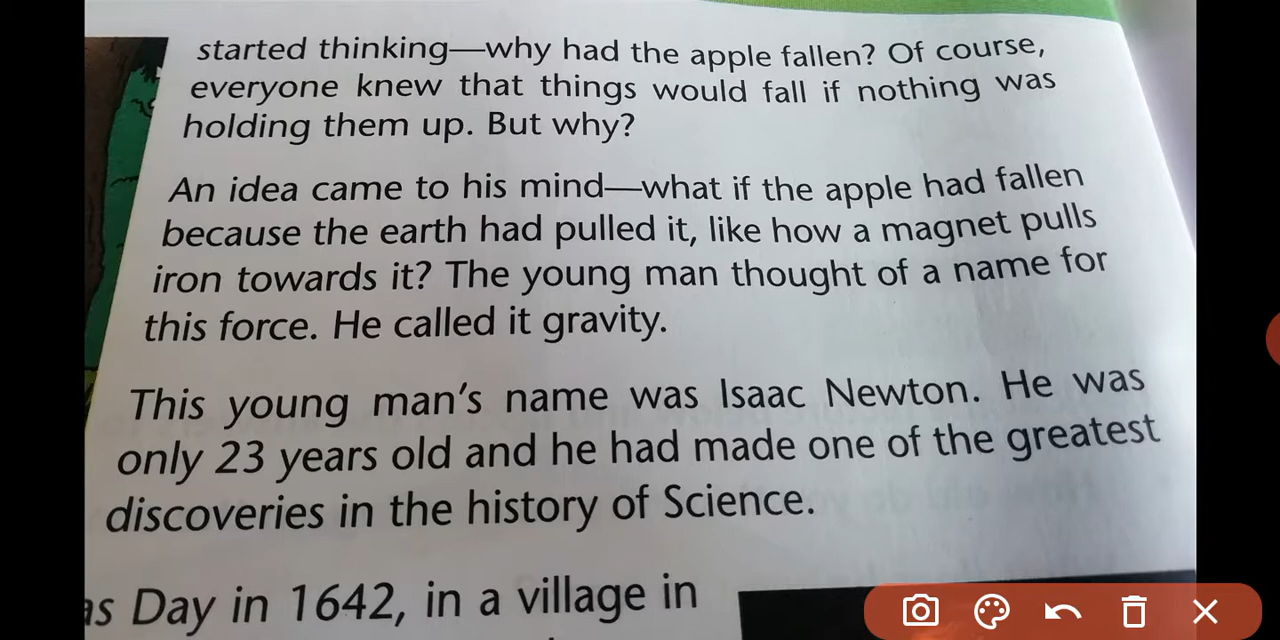 started thinking—why had the apple fallen? Of course,
everyone knew that things would fall if nothing was
holding them up. But why?
An idea came to his mind—what if the apple had fallen
because the earth had pulled it, like how a magnet pulls
iron towards it? The young man thought of a name for
this force. He called it gravity.
This young man's name was Isaac Newton. He was
only 23 years old and he had made one of the greatest
discoveries in the history of Science.
as Day in 1642, in a village in